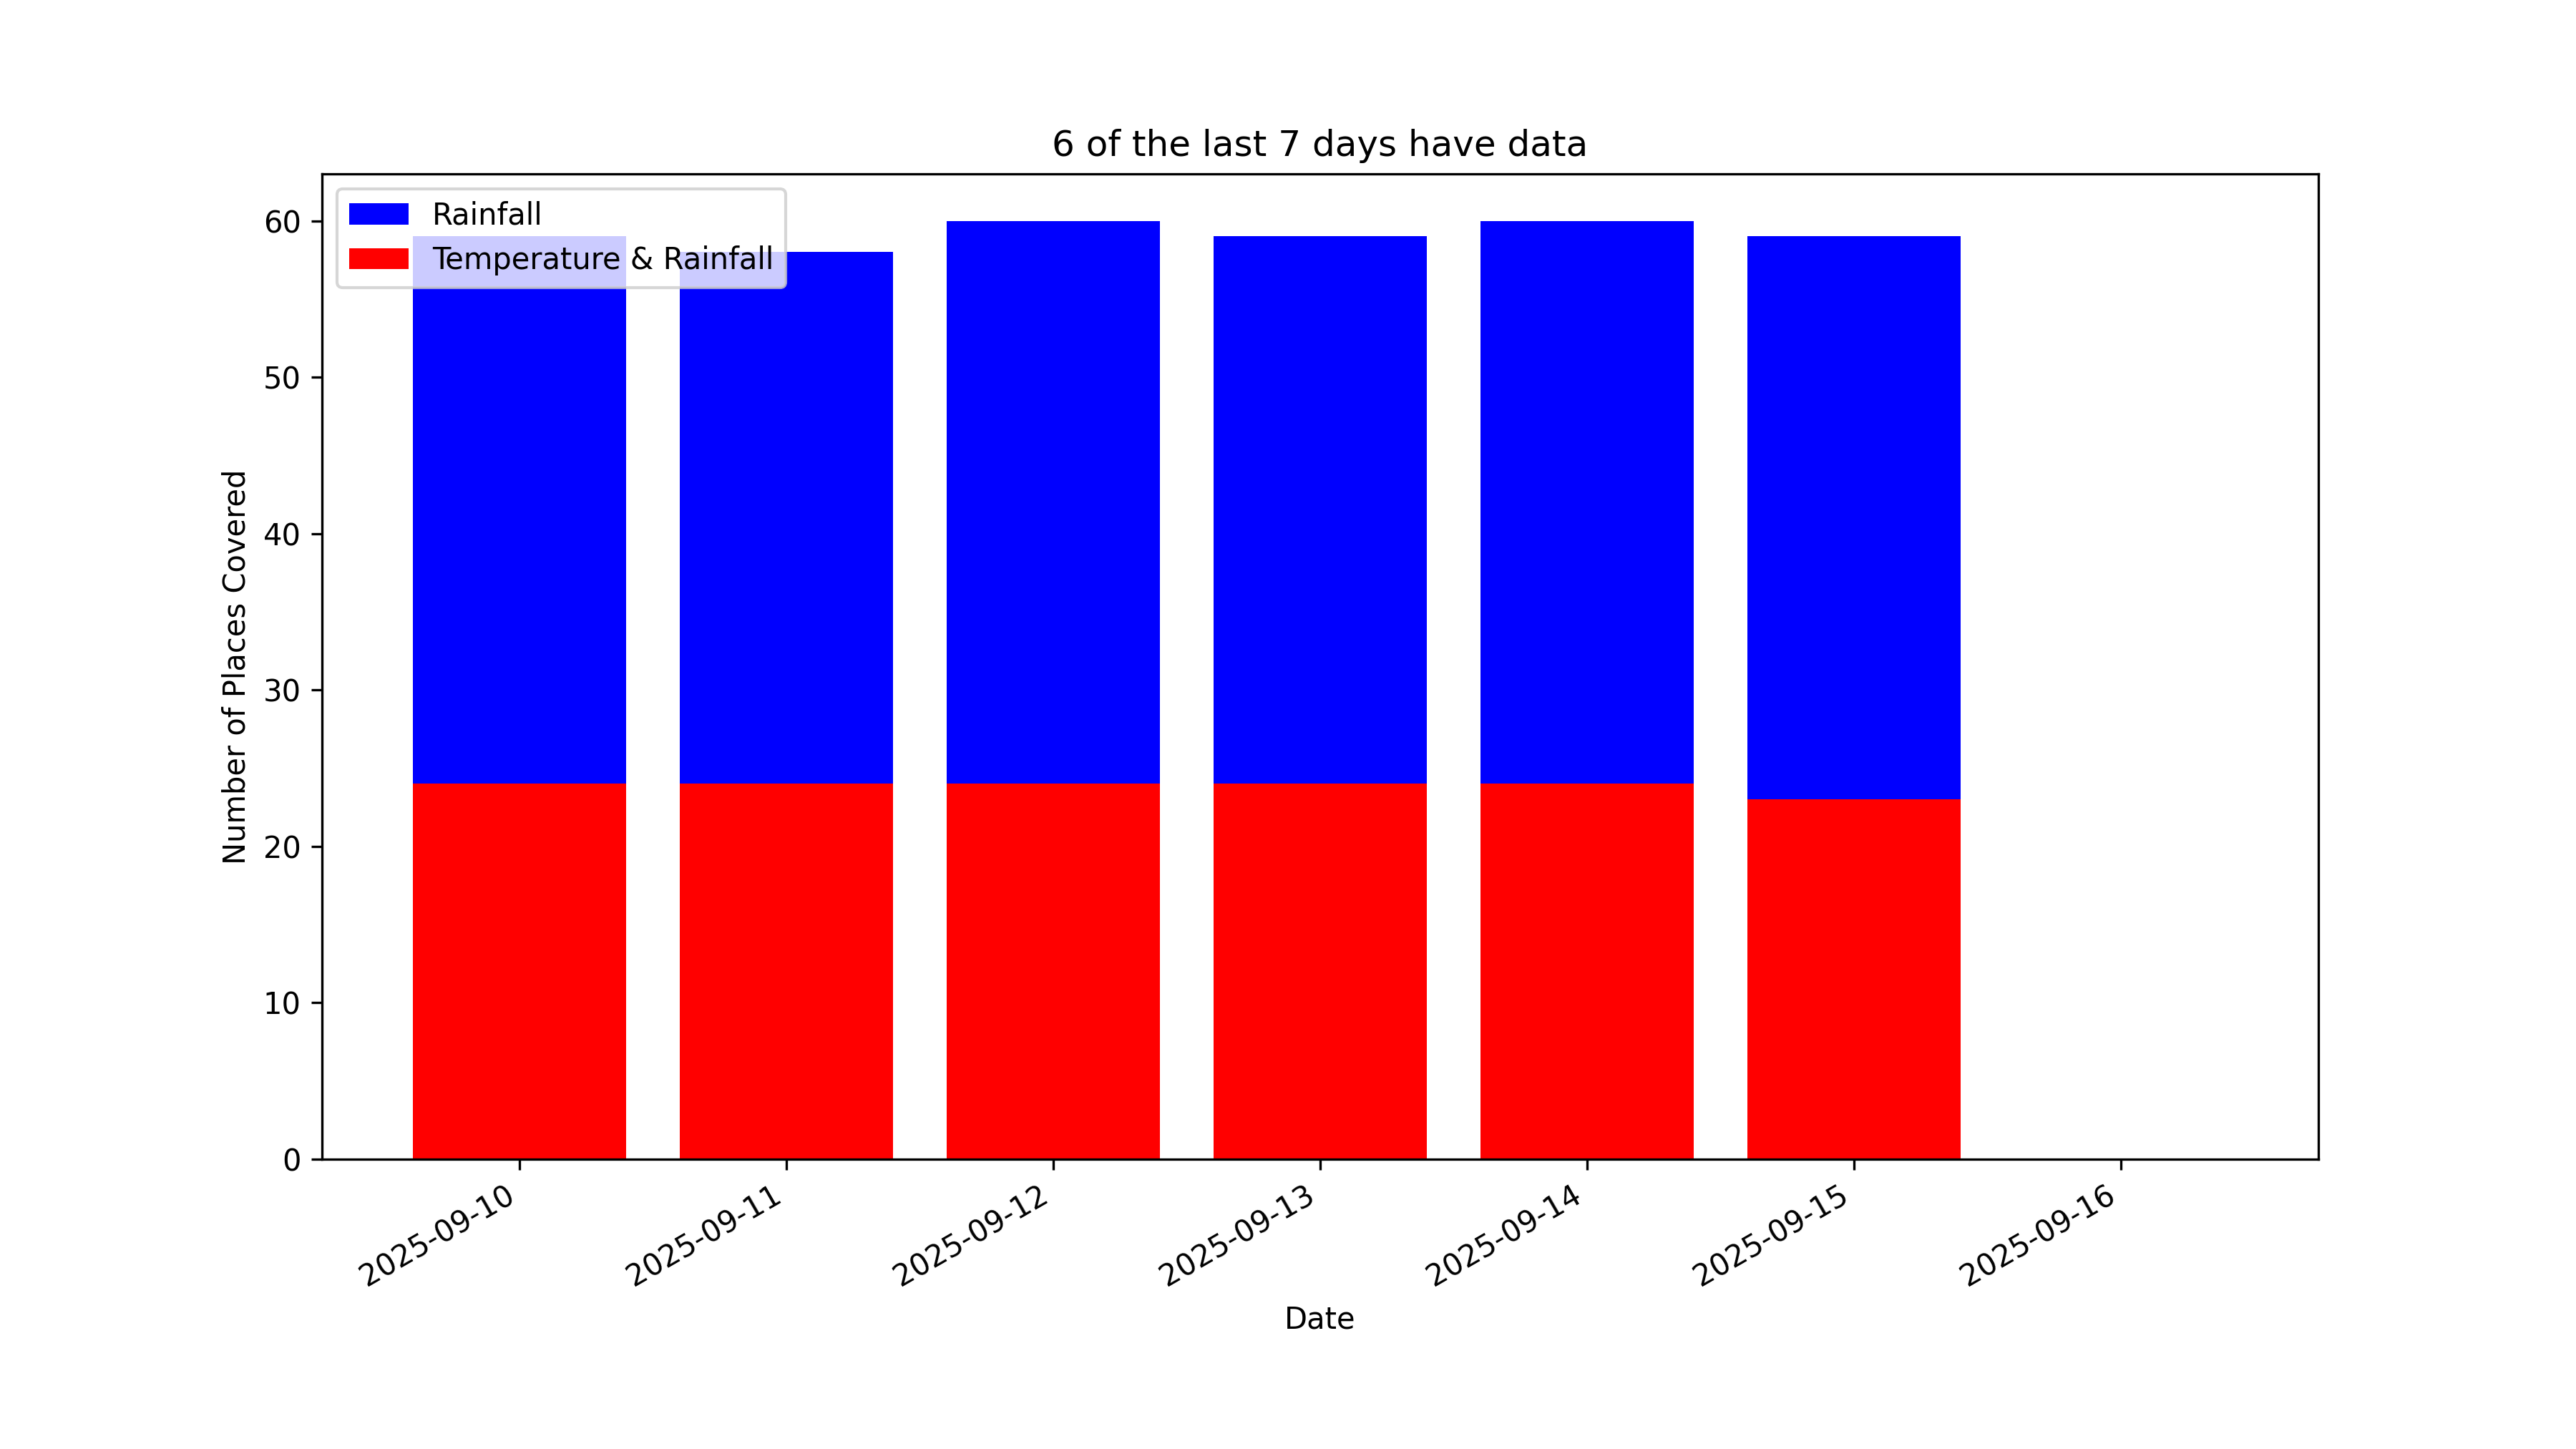 6 of the last 7 days have data
Rainfall
Temperature & Rainfall
Number of Places Covered
60
50
40
30
20
10
0
2025-09-10
2025-09-11
2025-09-12
2025-09-13
2025-09-14
2025-09-15
2025-09-16
Date